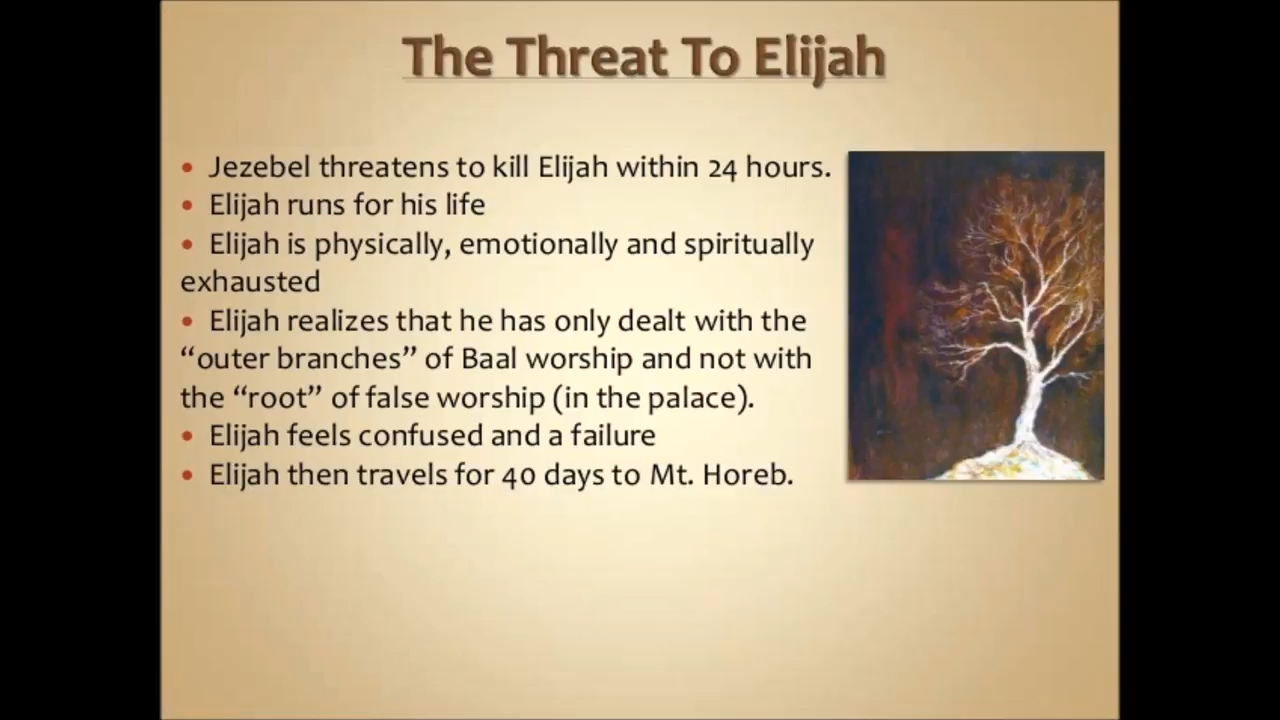 The Threat To Elijah
• Jezebel threatens to kill Elijah within 24 hours.
• Elijah runs for his life
• Elijah is physically, emotionally and spiritually
exhausted
• Elijah realizes that he has only dealt with the
“outer branches” of Baal worship and not with
the “root” of false worship (in the palace).
• Elijah feels confused and a failure
• Elijah then travels for 40 days to Mt. Horeb.